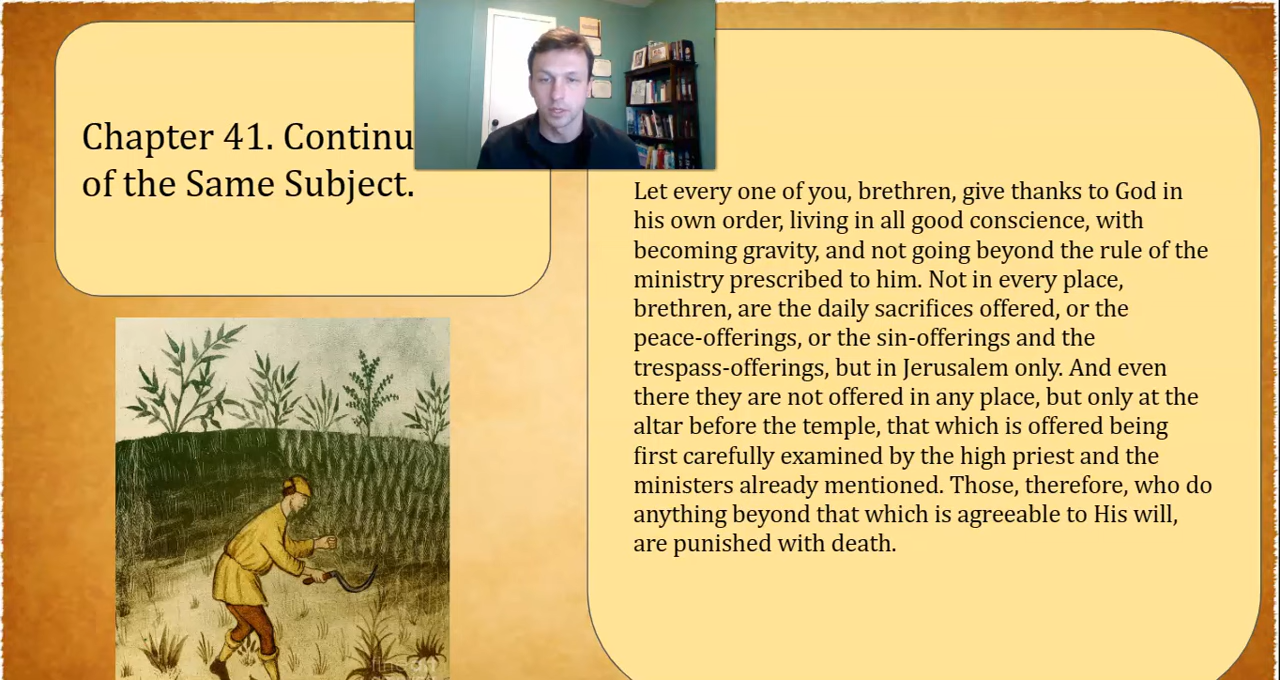 Chapter 41. Continu
of the Same Subject.
Let every one of you, brethren, give thanks to God in
his own order, living in all good conscience, with
becoming gravity, and not going beyond the rule of the
ministry prescribed to him. Not in every place,
brethren, are the daily sacrifices offered, or the
peace-offerings, or the sin-offerings and the
trespass-offerings, but in Jerusalem only. And even
there they are not offered in any place, but only at the
altar before the temple, that which is offered being
first carefully examined by the high priest and the
ministers already mentioned. Those, therefore, who do
anything beyond that which is agreeable to His will,
are punished with death.